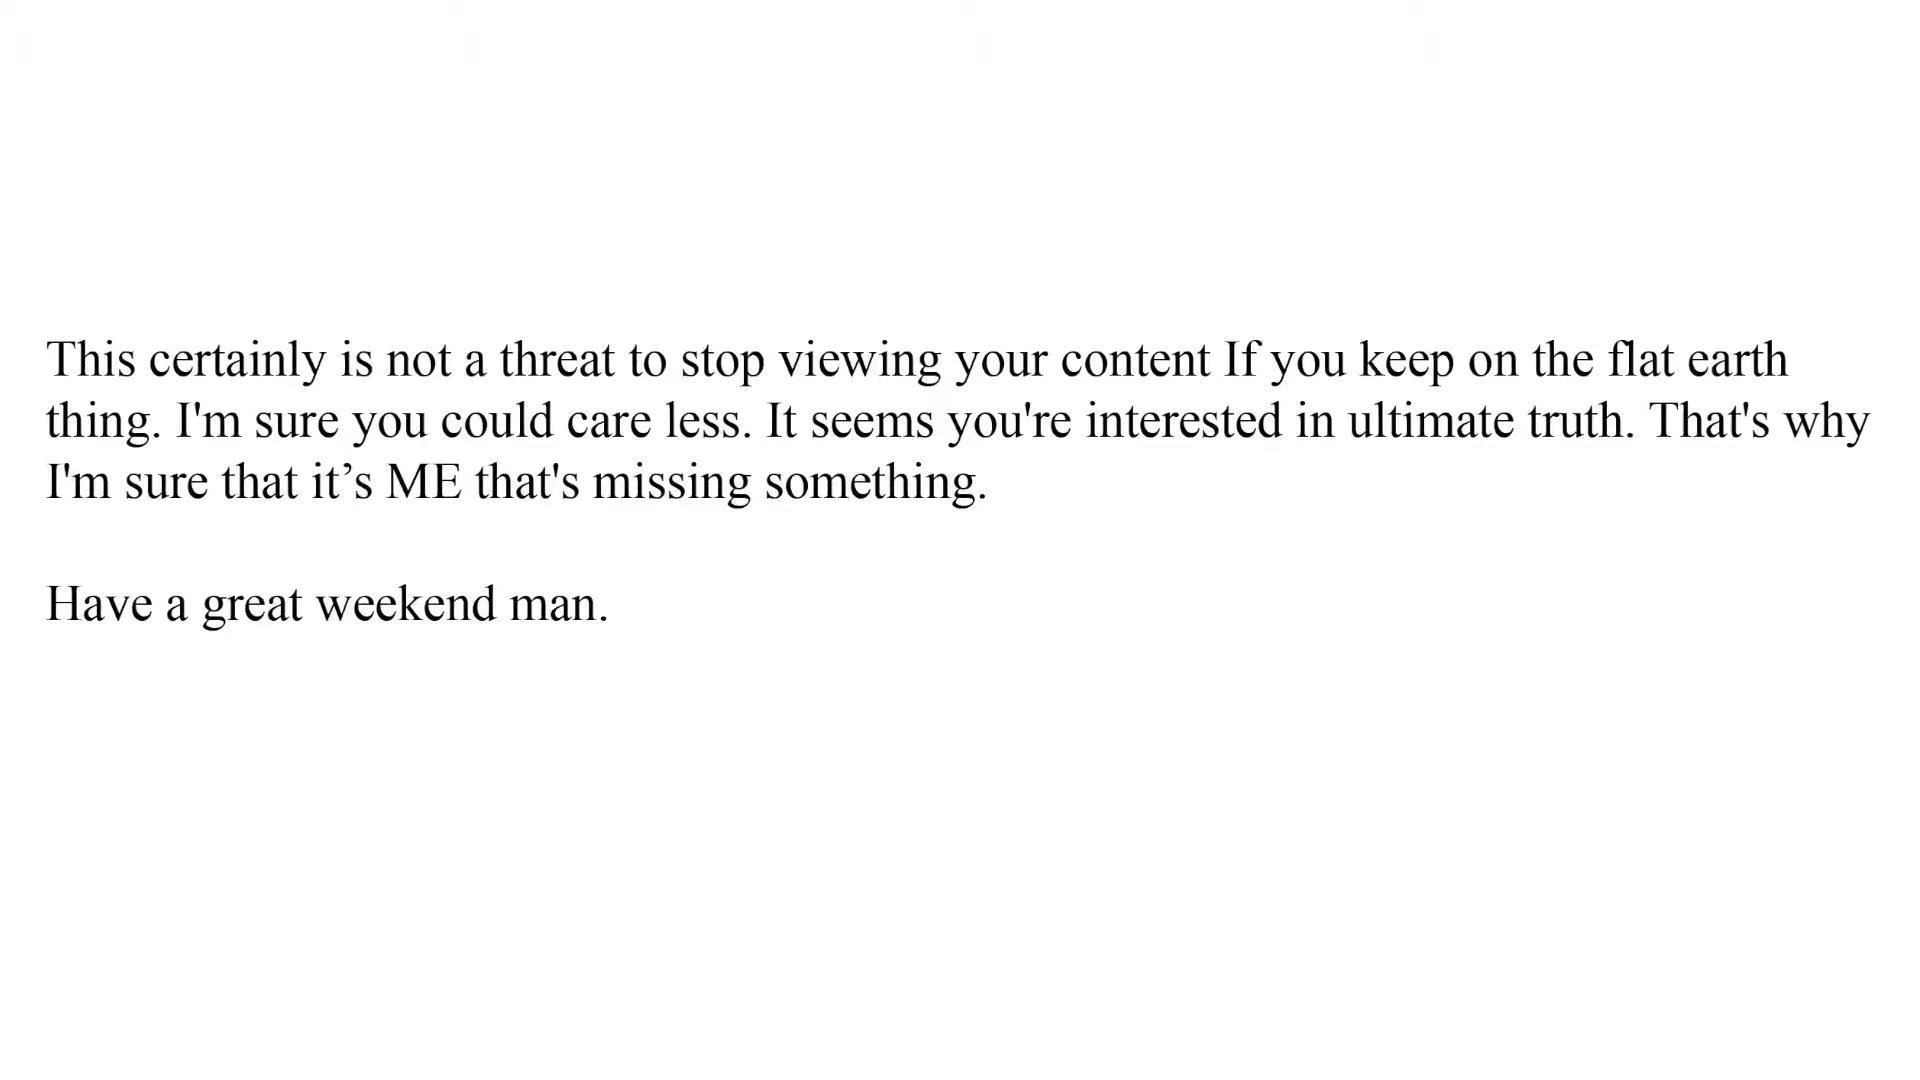 This certainly is not a threat to stop viewing your content If you keep on the flat earth
thing. I'm sure you could care less. It seems you're interested in ultimate truth. That's why
I'm sure that it’s ME that's missing something.
Have a great weekend man.